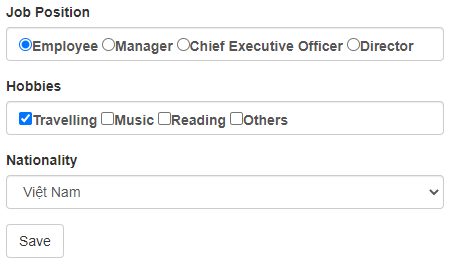 Job Position
Employee Manager Chief Executive Officer Director
Hobbies
Travelling Music Reading Others
Nationality
Việt Nam
Save